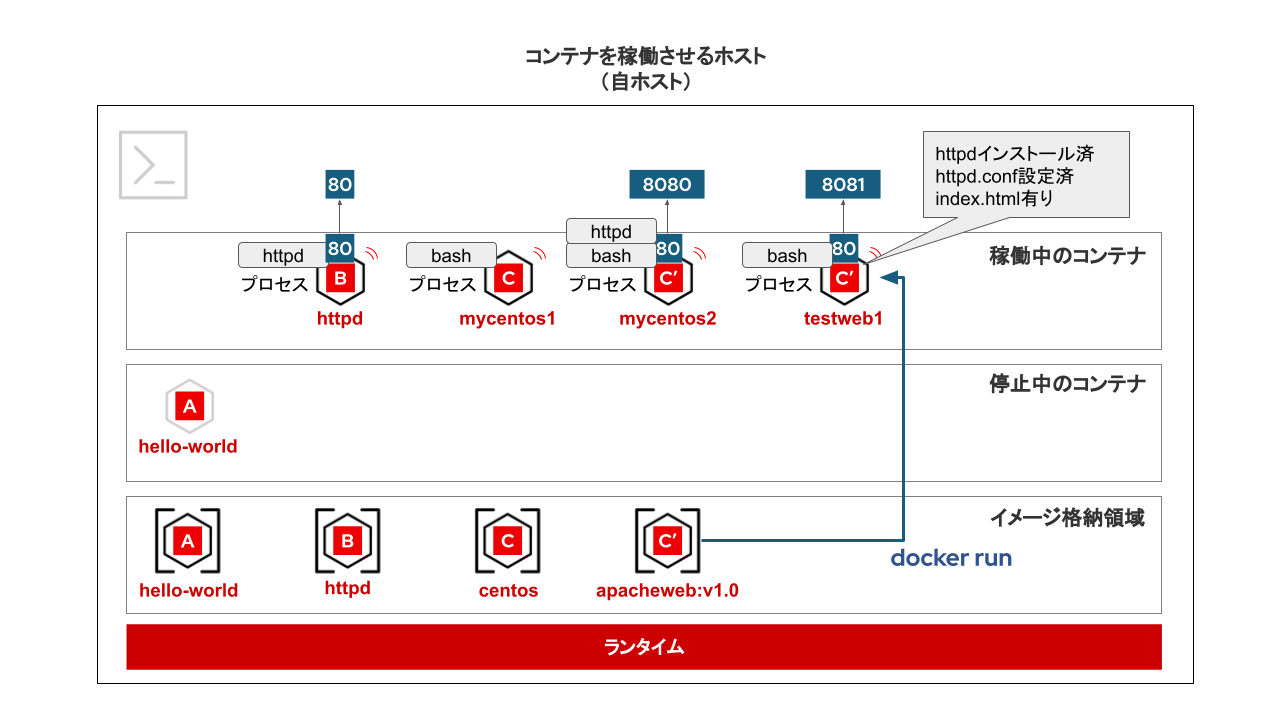 コンテナを稼働させるホスト
（自ホスト）
>_
httpdインストール済
httpd.conf設定済
index.html有り
80
8080
8081
稼働中のコンテナ
httpd
80
プロセス
B
httpd
bash
プロセス
C
mycentos1
httpd
bash
80
プロセス
C′
mycentos2
bash
80
プロセス
C′
testweb1
停止中のコンテナ
A
hello-world
イメージ格納領域
A
hello-world
B
httpd
C
centos
C′
apacheweb:v1.0
docker run
ランタイム